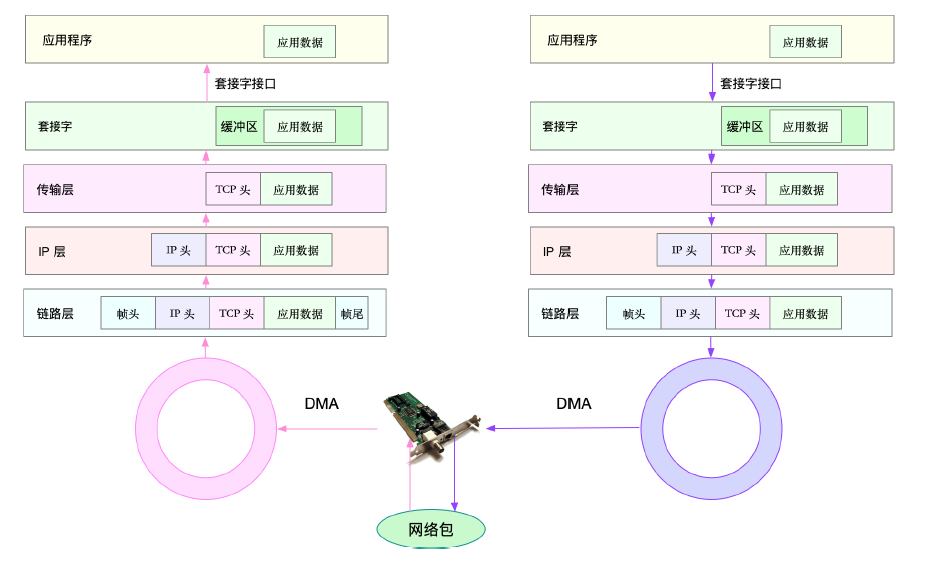 应用程序
应用数据
套接字接口
套接字
缓冲区
应用数据
传输层
TCP 头
应用数据
IP 层
IP 头
TCP 头
应用数据
链路层
帧头
IP 头
TCP 头
应用数据
帧尾
应用程序
应用数据
套接字接口
套接字
缓冲区
应用数据
传输层
TCP 头
应用数据
IP 层
IP 头
TCP 头
应用数据
链路层
帧头
IP 头
TCP 头
应用数据
DMA
DMA
网络包